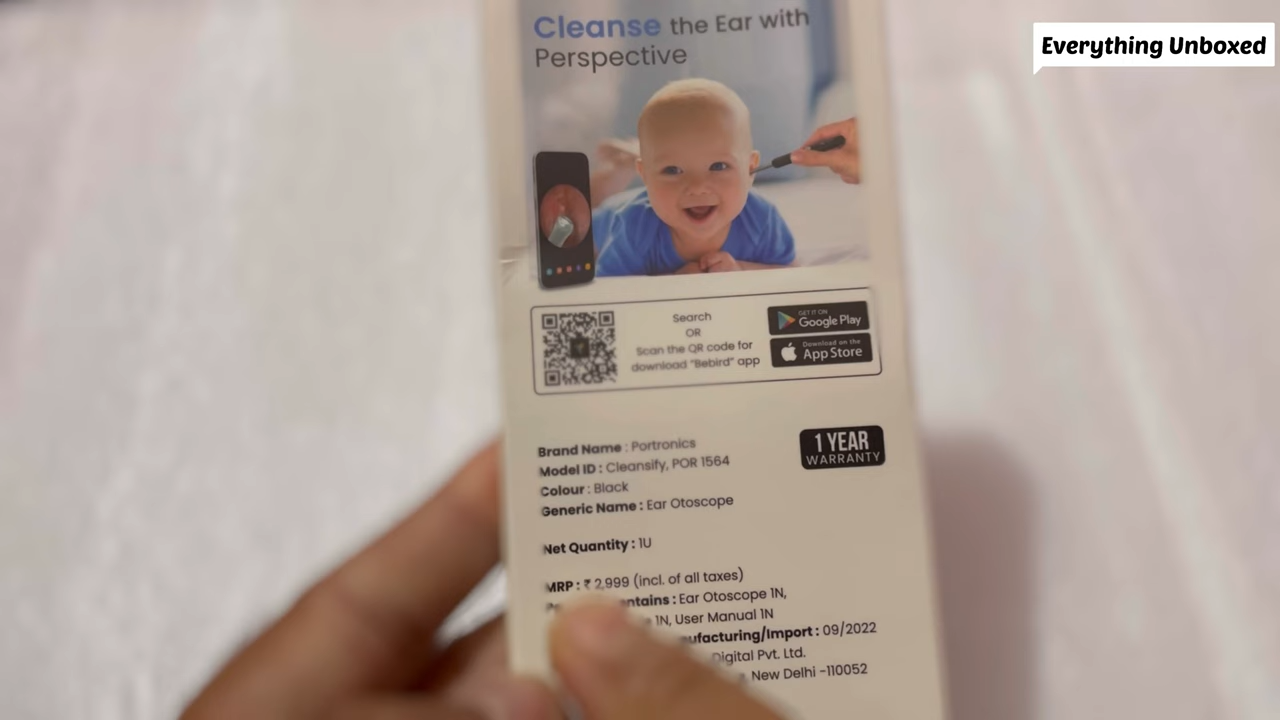 Everything Unboxed
Cleanse the Ear with
Perspective
Search
OR
Scan the QR code for
download "Bebird" app
GET IT ON
Google Play
Download on the
App Store
Brand Name : Portronics
Model ID : Cleansify, POR 1564
Colour : Black
Generic Name : Ear Otoscope
1 YEAR
WARRANTY
Net Quantity : 1U
MRP : ₹ 2,999 (incl. of all taxes)
ntains : Ear Otoscope 1N,
1N, User Manual 1N
ufacturing/Import : 09/2022
Digital Pvt. Ltd.
New Delhi -110052